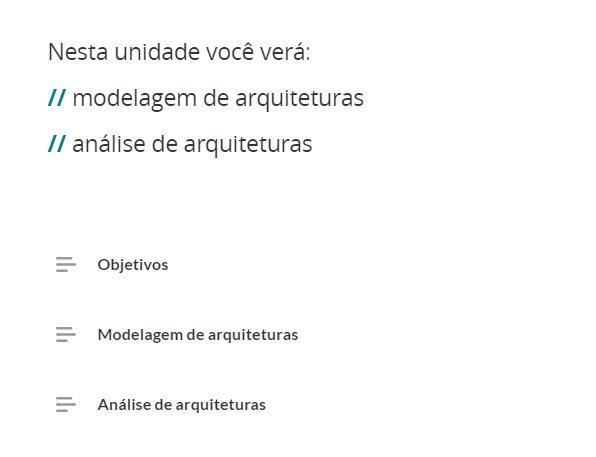 Nesta unidade você verá:
// modelagem de arquiteturas
// análise de arquiteturas
Objetivos
Modelagem de arquiteturas
Análise de arquiteturas